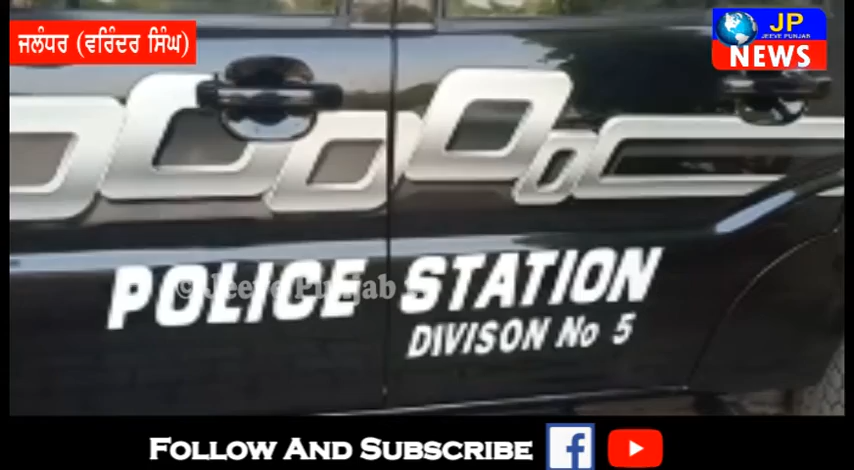 ਜਲੰਧਰ (ਵਰਿੰਦਰ ਸਿੰਘ)
JP
JEEVE PUNJAB
NEWS
POLICE STATION
© Jeeve Punjab
DIVISON No 5
FOLLOW AND SUBSCRIBE